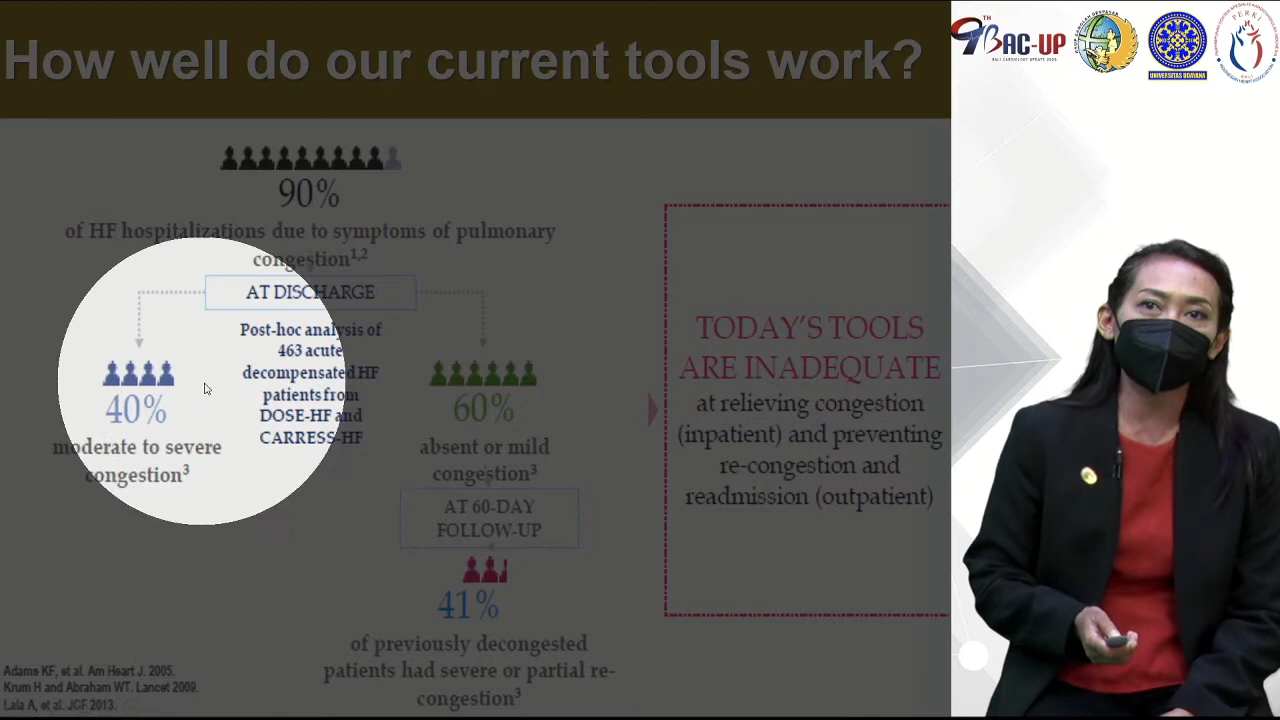 How well do our current tools work?
90%
of HF hospitalizations due to symptoms of pulmonary
congestion1,2
AT DISCHARGE
Post-hoc analysis of
463 acute
decompensated HF
patients from
DOSE-HF and
CARRESS-HF
40%
moderate to severe
congestion3
60%
absent or mild
congestion3
AT 60-DAY
FOLLOW-UP
41%
of previously decongested
patients had severe or partial re-
congestion3
TODAY'S TOOLS
ARE INADEQUATE
at relieving congestion
(inpatient) and preventing
re-congestion and
readmission (outpatient)
Adams KF, et al. Am Heart J. 2005.
Krum H and Abraham WT. Lancet 2009.
Lala A, et al. JCF 2013.
9TH BAC-UP
UNIVERSITAS UDAYANA
PERKI